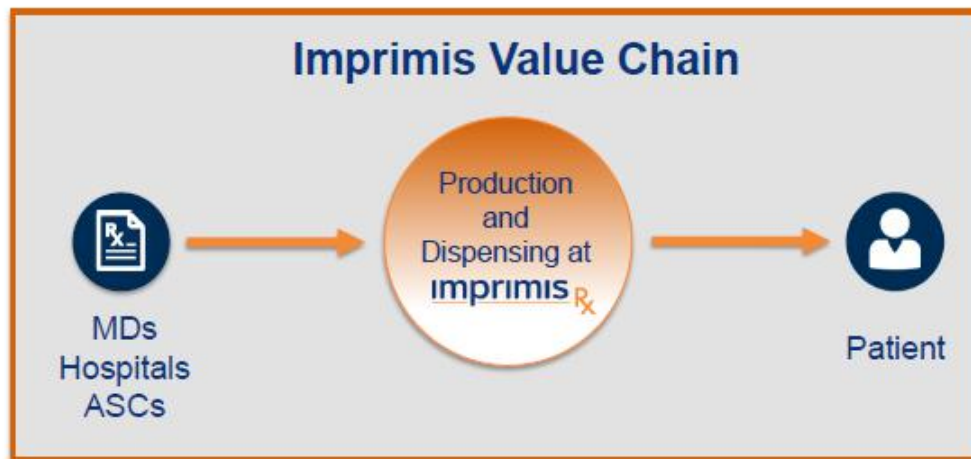 Imprimis Value Chain
Rx
MDs
Hospitals
ASCs
Production
and
Dispensing at
imprimis Rx
Patient